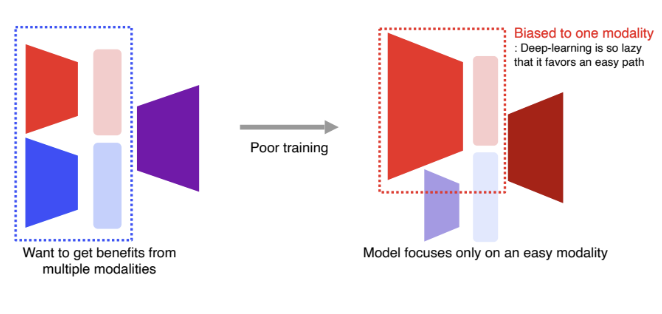 Biased to one modality
: Deep-learning is so lazy
that it favors an easy path
Poor training
Want to get benefits from
multiple modalities
Model focuses only on an easy modality